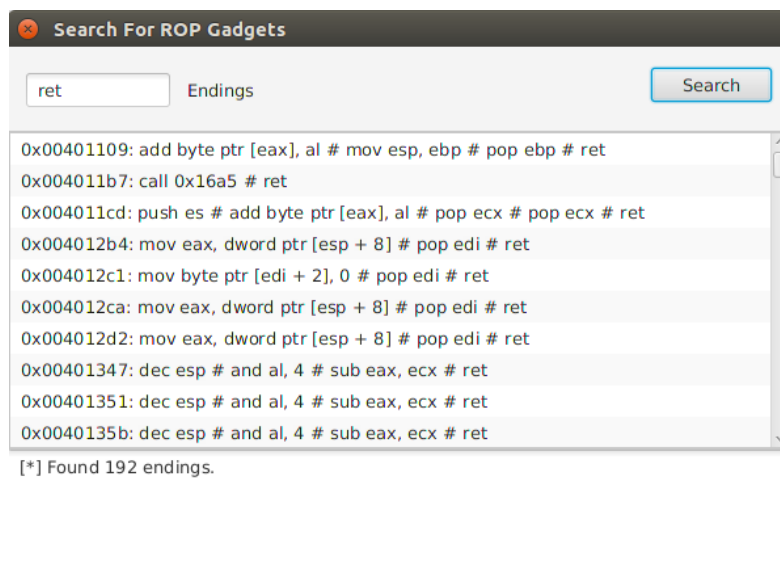 Search For ROP Gadgets
ret Endings Search
0x00401109: add byte ptr [eax], al # mov esp, ebp # pop ebp # ret
0x004011b7: call 0x16a5 # ret
0x004011cd: push es # add byte ptr [eax], al # pop ecx # pop ecx # ret
0x004012b4: mov eax, dword ptr [esp + 8] # pop edi # ret
0x004012c1: mov byte ptr [edi + 2], 0 # pop edi # ret
0x004012ca: mov eax, dword ptr [esp + 8] # pop edi # ret
0x004012d2: mov eax, dword ptr [esp + 8] # pop edi # ret
0x00401347: dec esp # and al, 4 # sub eax, ecx # ret
0x00401351: dec esp # and al, 4 # sub eax, ecx # ret
0x0040135b: dec esp # and al, 4 # sub eax, ecx # ret
[*] Found 192 endings.